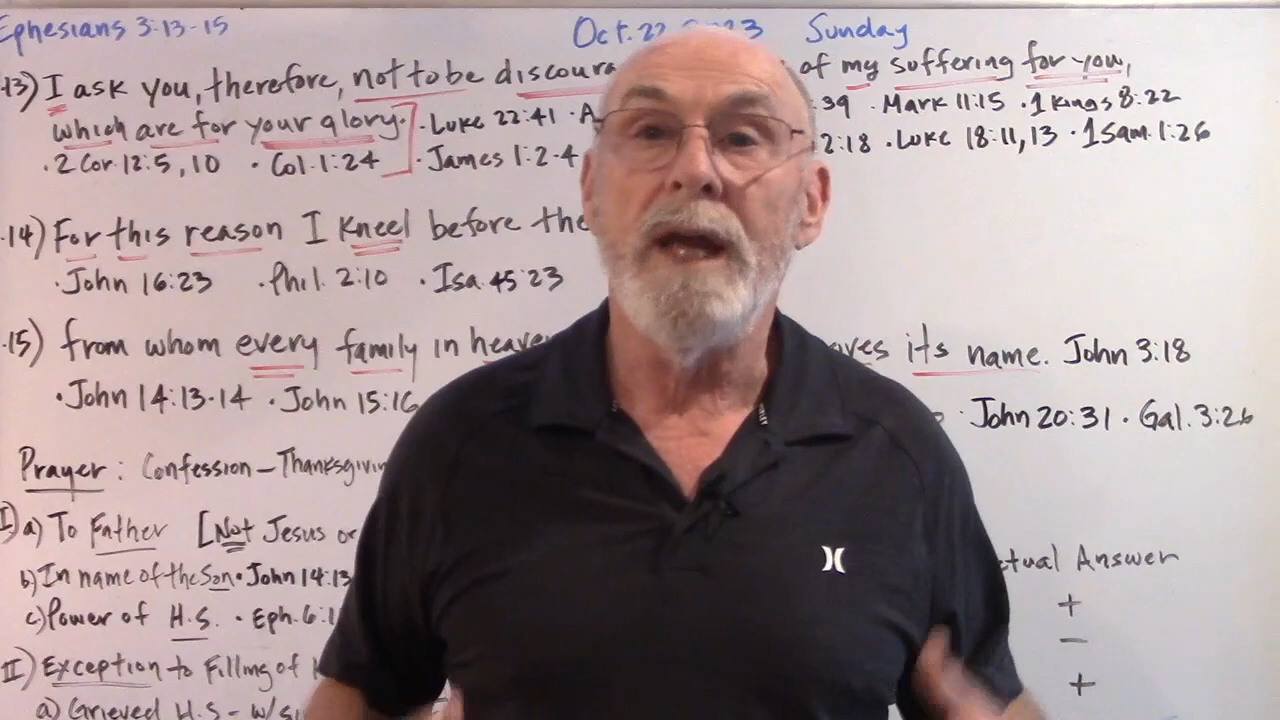 Ephesians 3:13-15 Oct. 22 2023 Sunday
13) I ask you, therefore, not to be discoura of my suffering for you,
which are for your glory. · Luke 22:41 · A :39 · Mark 11:15 · 1 Kings 8:22
· 2 Cor 12:5, 10 · Col. 1:24 · James 1:2-4 2:18 · Luke 18:11, 13 · 1 Sam. 1:26
.14) For this reason I kneel before the
· John 16:23 · Phil. 2:10 · Isa. 45:23
.15) from whom every family in heave its name. John 3:18
· John 14:13-14 · John 15:16 · John 20:31 · Gal. 3:26
Prayer : Confession - Thanksgivin
I) a) To Father [Not Jesus or tual Answer
b) In name of the Son · John 14:13
c) Power of H.S. · Eph. 6:1 +
-
II) Exception to Filling of +
a) Grieved H.S - w/si